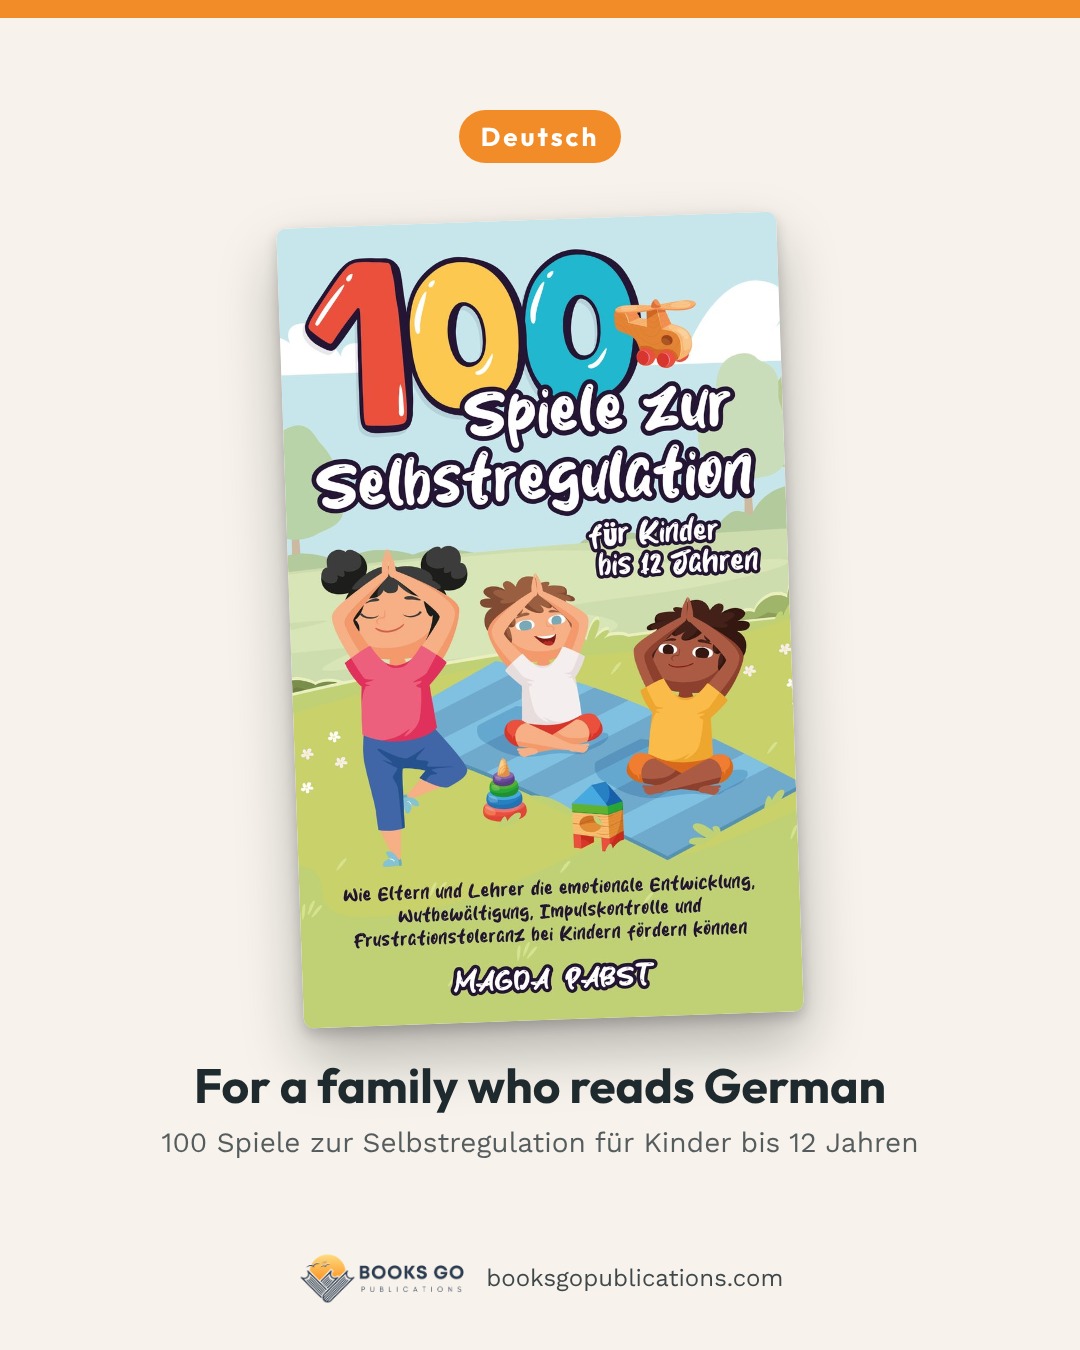 Deutsch
100
Spiele zur
Selbstregulation
für Kinder
bis 12 Jahren
Wie Eltern und Lehrer die emotionale Entwicklung,
Wutbewältigung, Impulskontrolle und
Frustrationstoleranz bei Kindern fördern können
MAGDA PABST
For a family who reads German
100 Spiele zur Selbstregulation für Kinder bis 12 Jahren
BOOKS GO
PUBLICATIONS
booksgopublications.com